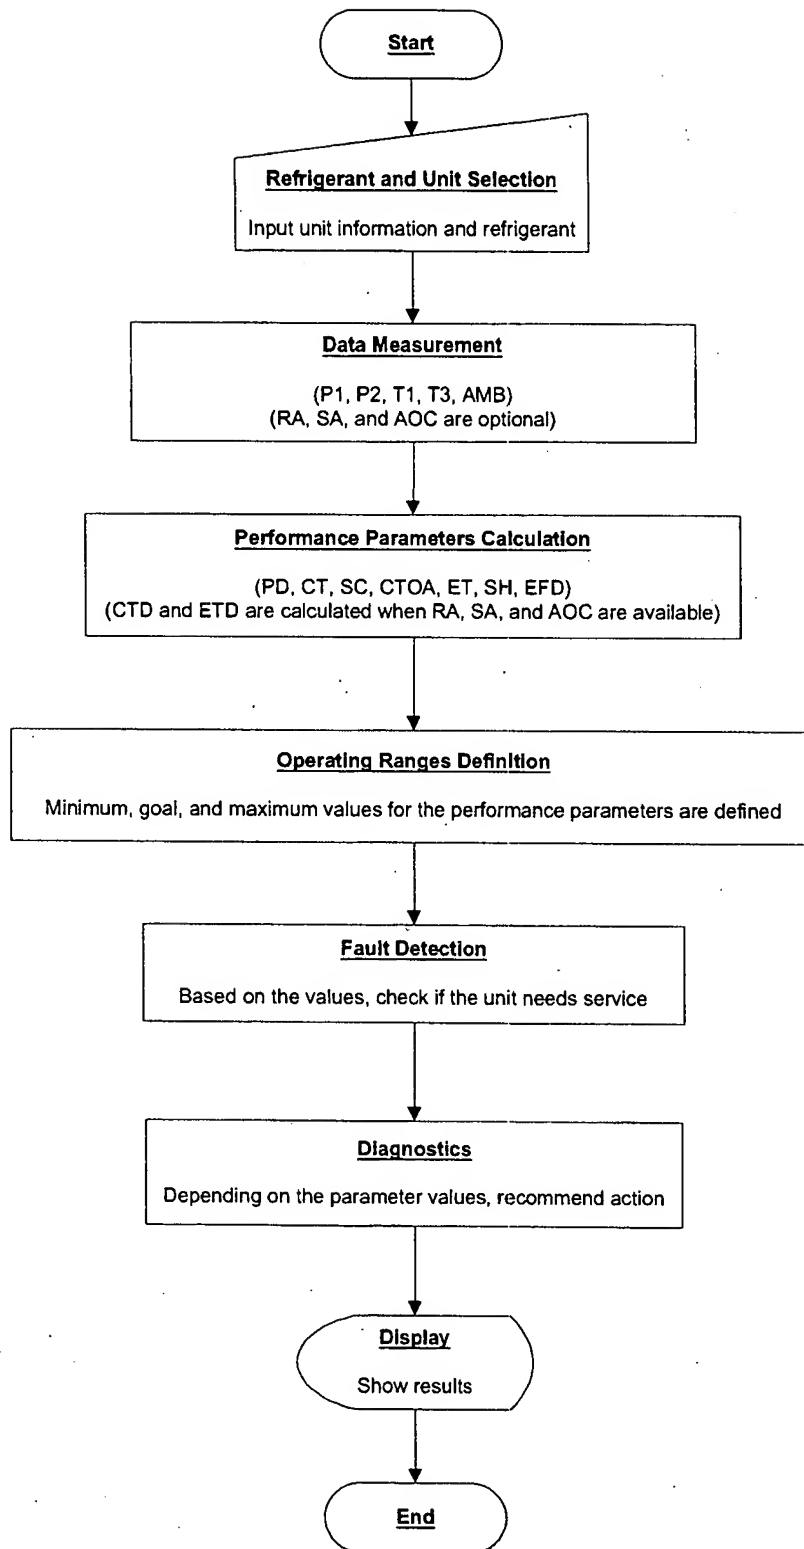 Start
Refrigerant and Unit Selection
Input unit information and refrigerant
Data Measurement
(P1, P2, T1, T3, AMB)
(RA, SA, and AOC are optional)
Performance Parameters Calculation
(PD, CT, SC, CTOA, ET, SH, EFD)
(CTD and ETD are calculated when RA, SA, and AOC are available)
Operating Ranges Definition
Minimum, goal, and maximum values for the performance parameters are defined
Fault Detection
Based on the values, check if the unit needs service
Diagnostics
Depending on the parameter values, recommend action
Display
Show results
End